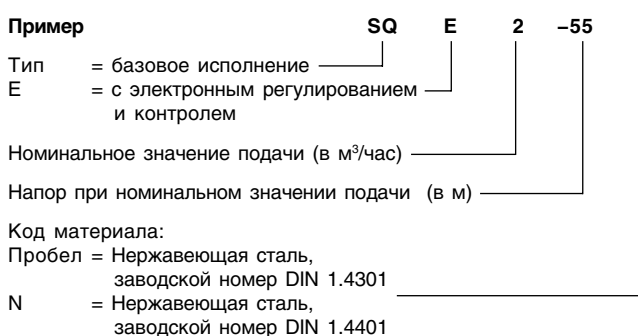 Пример SQ E 2 –55
Тип = базовое исполнение
E = с электронным регулированием
и контролем
Номинальное значение подачи (в м³/час)
Напор при номинальном значении подачи (в м)
Код материала:
Пробел = Нержавеющая сталь,
заводской номер DIN 1.4301
N = Нержавеющая сталь,
заводской номер DIN 1.4401